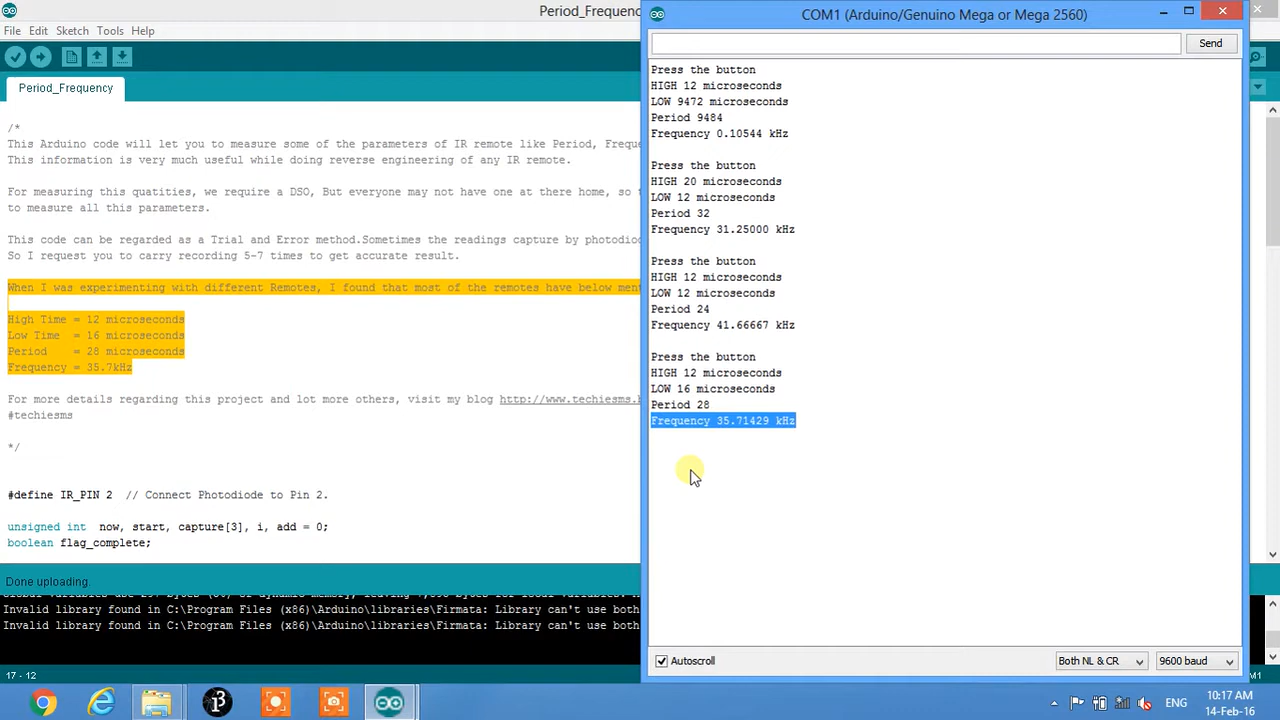 Period_Frequenc
File Edit Sketch Tools Help
Period_Frequency
/*
This Arduino code will let you to measure some of the parameters of IR remote like Period, Freque
This information is very much useful while doing reverse engineering of any IR remote.
For measuring this quatities, we require a DSO, But everyone may not have one at there home, so t
to measure all this parameters.
This code can be regarded as a Trial and Error method.Sometimes the readings capture by photodiod
So I request you to carry recording 5-7 times to get accurate result.
When I was experimenting with different Remotes, I found that most of the remotes have below ment
High Time = 12 microseconds
Low Time = 16 microseconds
Period = 28 microseconds
Frequency = 35.7kHz
For more details regarding this project and lot more others, visit my blog http://www.techiesms.b
#techiesms
*/
#define IR_PIN 2 // Connect Photodiode to Pin 2.
unsigned int now, start, capture[3], i, add = 0;
boolean flag_complete;
Done uploading.
Invalid library found in C:\Program Files (x86)\Arduino\libraries\Firmata: Library can't use both
Invalid library found in C:\Program Files (x86)\Arduino\libraries\Firmata: Library can't use both
17 - 12
COM1 (Arduino/Genuino Mega or Mega 2560)
Send
Press the button
HIGH 12 microseconds
LOW 9472 microseconds
Period 9484
Frequency 0.10544 kHz
Press the button
HIGH 20 microseconds
LOW 12 microseconds
Period 32
Frequency 31.25000 kHz
Press the button
HIGH 12 microseconds
LOW 12 microseconds
Period 24
Frequency 41.66667 kHz
Press the button
HIGH 12 microseconds
LOW 16 microseconds
Period 28
Frequency 35.71429 kHz
Autoscroll
Both NL & CR
9600 baud
M1
ENG
10:17 AM
14-Feb-16